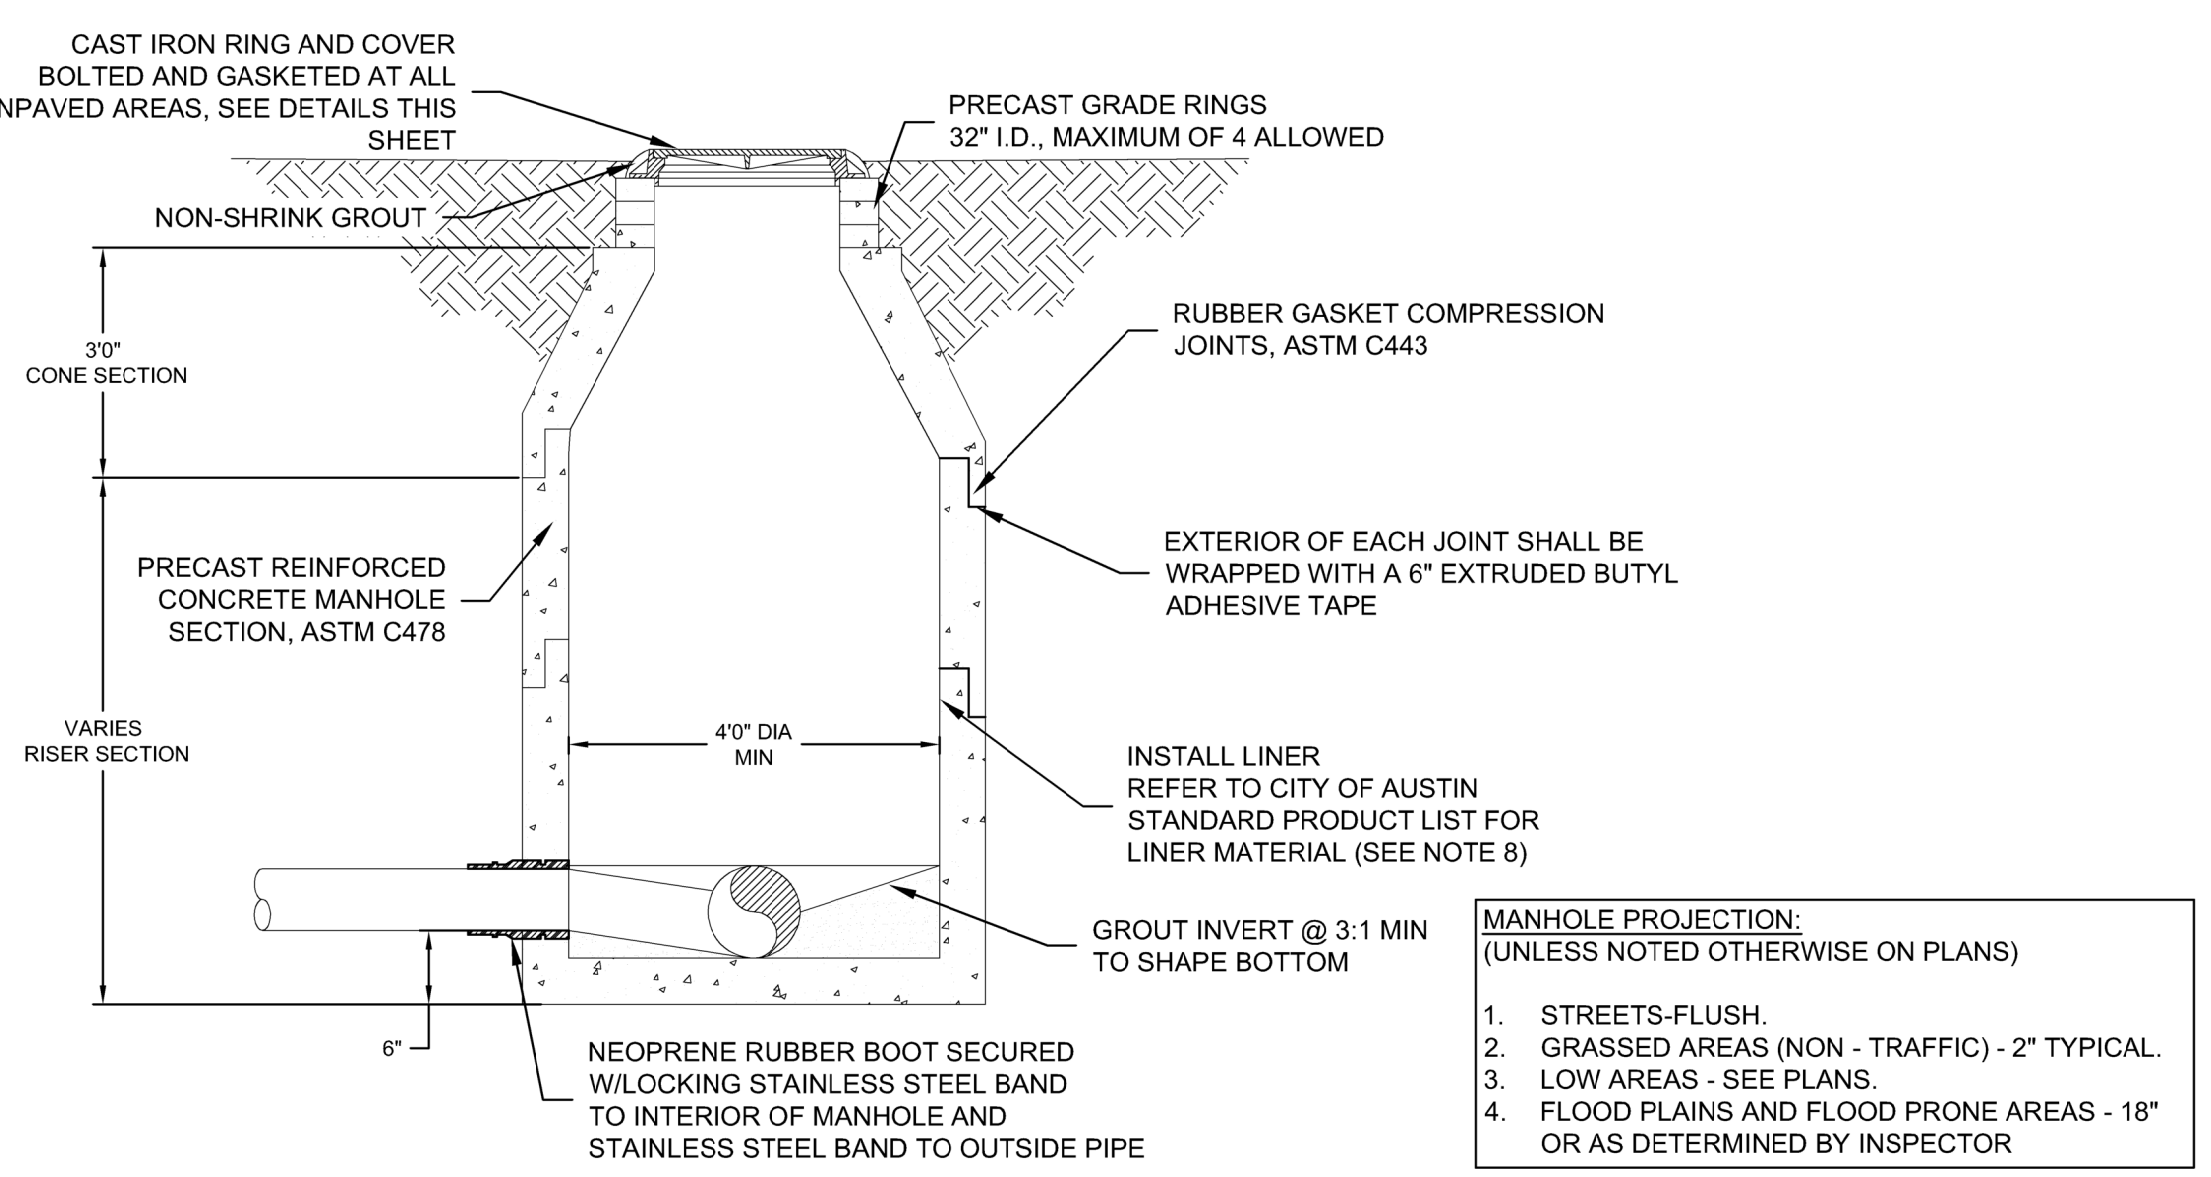 CAST IRON RING AND COVER
BOLTED AND GASKETED AT ALL
NPAVED AREAS, SEE DETAILS THIS
SHEET
PRECAST GRADE RINGS
32" I.D., MAXIMUM OF 4 ALLOWED
NON-SHRINK GROUT
RUBBER GASKET COMPRESSION
JOINTS, ASTM C443
3'0"
CONE SECTION
EXTERIOR OF EACH JOINT SHALL BE
WRAPPED WITH A 6" EXTRUDED BUTYL
ADHESIVE TAPE
PRECAST REINFORCED
CONCRETE MANHOLE
SECTION, ASTM C478
VARIES
RISER SECTION
4'0" DIA
MIN
INSTALL LINER
REFER TO CITY OF AUSTIN
STANDARD PRODUCT LIST FOR
LINER MATERIAL (SEE NOTE 8)
GROUT INVERT @ 3:1 MIN
TO SHAPE BOTTOM
6"
NEOPRENE RUBBER BOOT SECURED
W/LOCKING STAINLESS STEEL BAND
TO INTERIOR OF MANHOLE AND
STAINLESS STEEL BAND TO OUTSIDE PIPE
MANHOLE PROJECTION:
(UNLESS NOTED OTHERWISE ON PLANS)
1. STREETS-FLUSH.
2. GRASSED AREAS (NON - TRAFFIC) - 2" TYPICAL.
3. LOW AREAS - SEE PLANS.
4. FLOOD PLAINS AND FLOOD PRONE AREAS - 18"
OR AS DETERMINED BY INSPECTOR